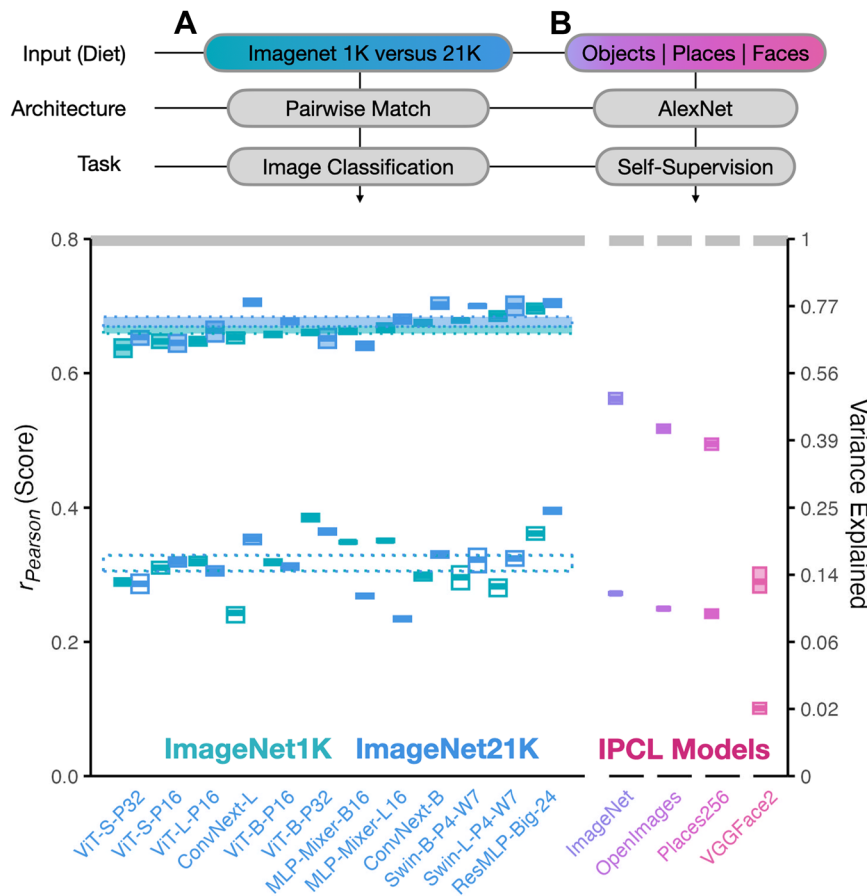 A
B
Input (Diet)
Imagenet 1K versus 21K
Objects | Places | Faces
Architecture
Pairwise Match
AlexNet
Task
Image Classification
Self-Supervision
0.8
0.6
0.4
0.2
0.0
rPearson (Score)
1
0.77
0.56
0.39
0.25
0.14
0.06
0.02
0
Variance Explained
ImageNet1K
ImageNet21K
IPCL Models
ViT-S-P32
ViT-S-P16
ViT-L-P16
ConvNext-L
ViT-B-P16
ViT-B-P32
MLP-Mixer-B16
MLP-Mixer-L16
ConvNext-B
Swin-B-P4-W7
Swin-L-P4-W7
ResMLP-Big-24
ImageNet
OpenImages
Places256
VGGFace2